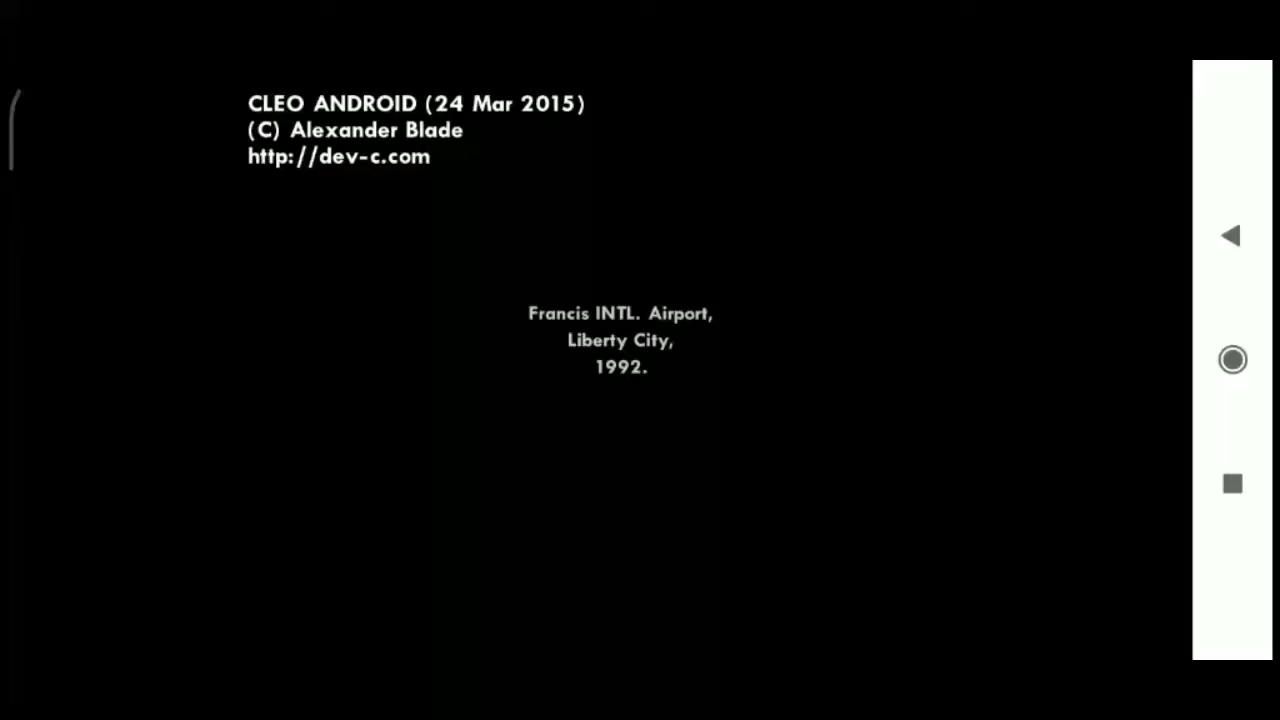 CLEO ANDROID (24 Mar 2015)
(C) Alexander Blade
http://dev-c.com
Francis INTL. Airport,
Liberty City,
1992.